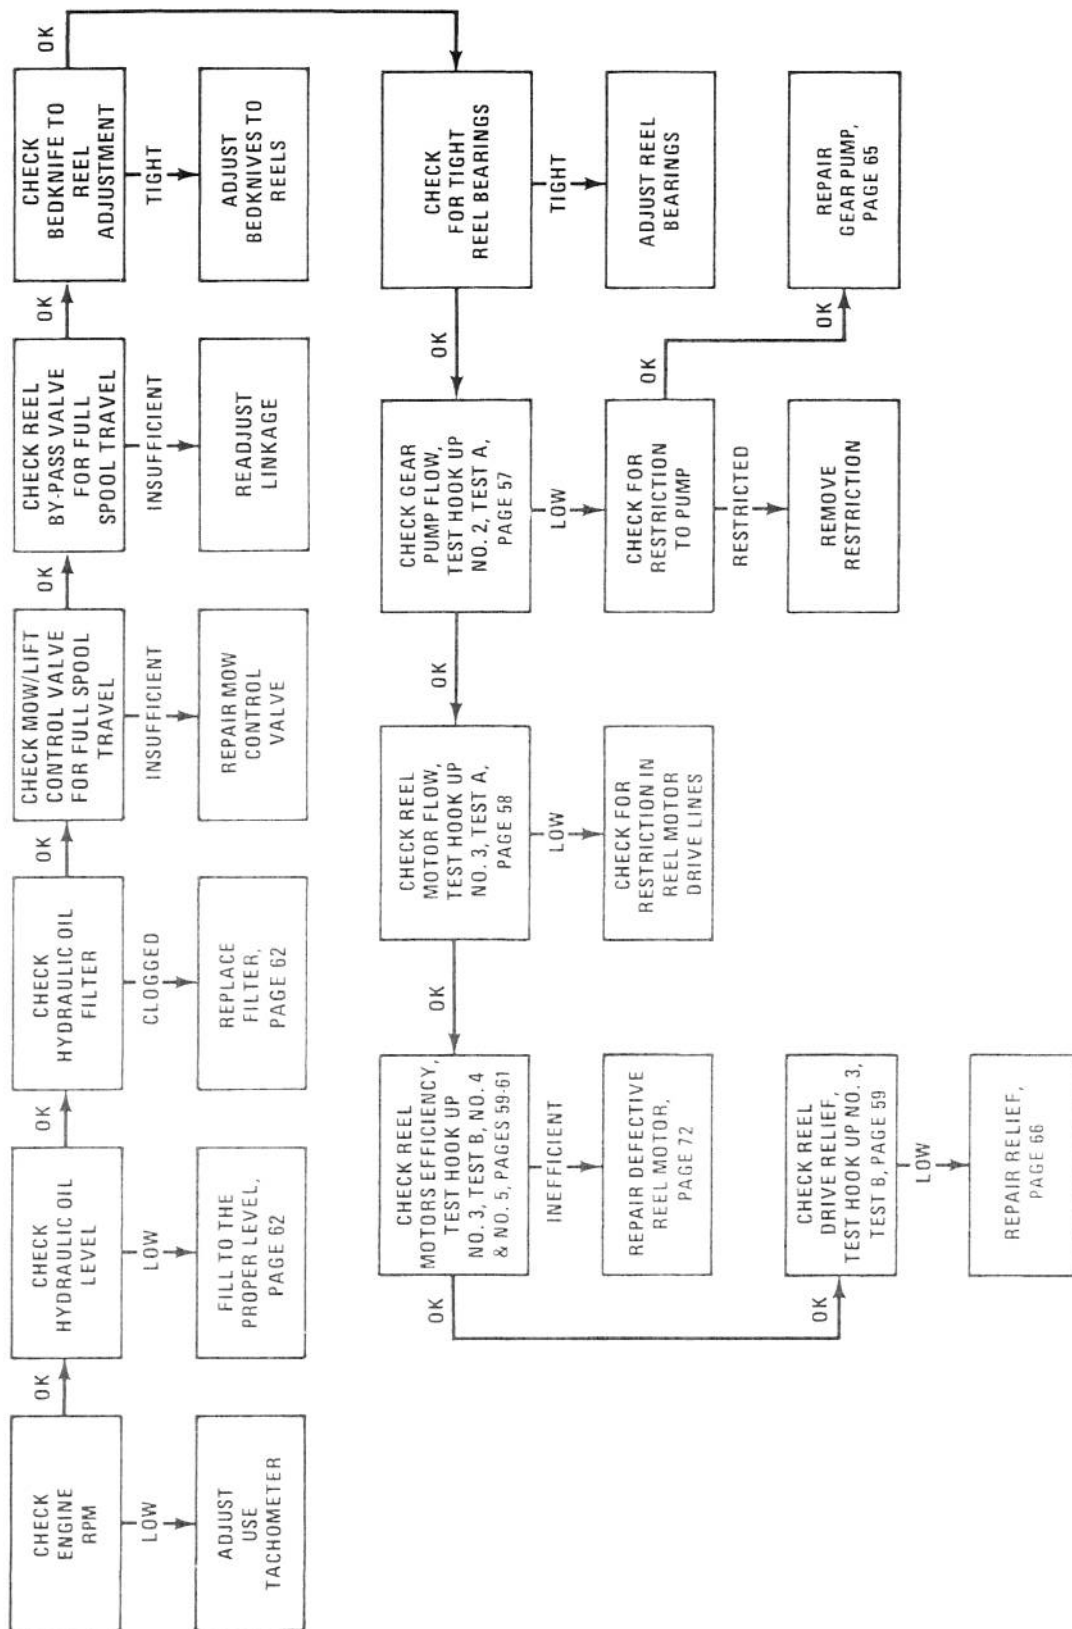 CHECK
ENGINE
RPM
LOW
ADJUST
USE
TACHOMETER
OK
CHECK
HYDRAULIC OIL
LEVEL
LOW
FILL TO THE
PROPER LEVEL,
PAGE 62
OK
CHECK
HYDRAULIC OIL
FILTER
CLOGGED
REPLACE
FILTER,
PAGE 62
OK
CHECK MOW/LIFT
CONTROL VALVE
FOR FULL SPOOL
TRAVEL
INSUFFICIENT
REPAIR MOW
CONTROL
VALVE
OK
CHECK REEL
BY-PASS VALVE
FOR FULL
SPOOL TRAVEL
INSUFFICIENT
READJUST
LINKAGE
OK
CHECK
BEDKNIFE TO
REEL
ADJUSTMENT
TIGHT
ADJUST
BEDKNIVES TO
REELS
OK
CHECK
FOR TIGHT
REEL BEARINGS
TIGHT
ADJUST REEL
BEARINGS
OK
CHECK GEAR
PUMP FLOW,
TEST HOOK UP
NO. 2, TEST A,
PAGE 57
LOW
CHECK FOR
RESTRICTION
TO PUMP
OK
REPAIR
GEAR PUMP,
PAGE 65
RESTRICTED
REMOVE
RESTRICTION
OK
CHECK REEL
MOTOR FLOW,
TEST HOOK UP
NO. 3, TEST A,
PAGE 58
LOW
CHECK FOR
RESTRICTION IN
REEL MOTOR
DRIVE LINES
OK
CHECK REEL
MOTORS EFFICIENCY,
TEST HOOK UP
NO. 3, TEST B, NO. 4
& NO. 5, PAGES 59-61
INEFFICIENT
REPAIR DEFECTIVE
REEL MOTOR,
PAGE 72
OK
OK
CHECK REEL
DRIVE RELIEF,
TEST HOOK UP NO. 3,
TEST B, PAGE 59
LOW
REPAIR RELIEF,
PAGE 66